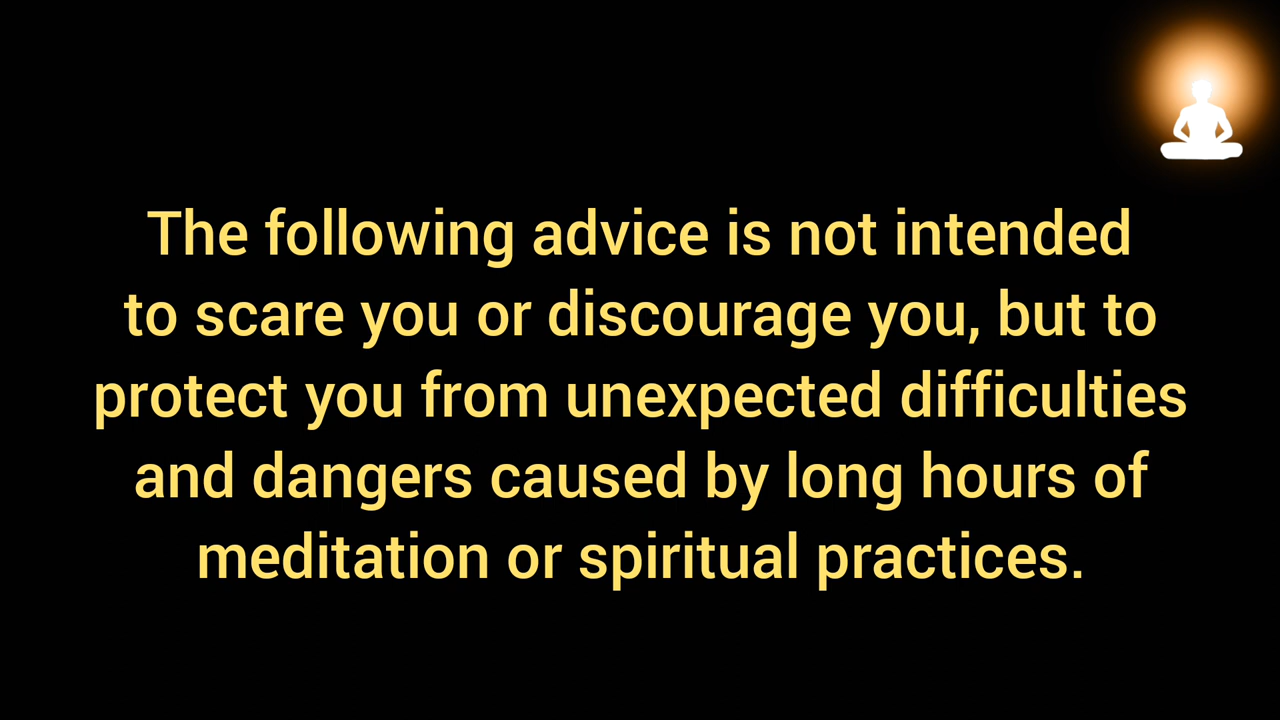 The following advice is not intended
to scare you or discourage you, but to
protect you from unexpected difficulties
and dangers caused by long hours of
meditation or spiritual practices.